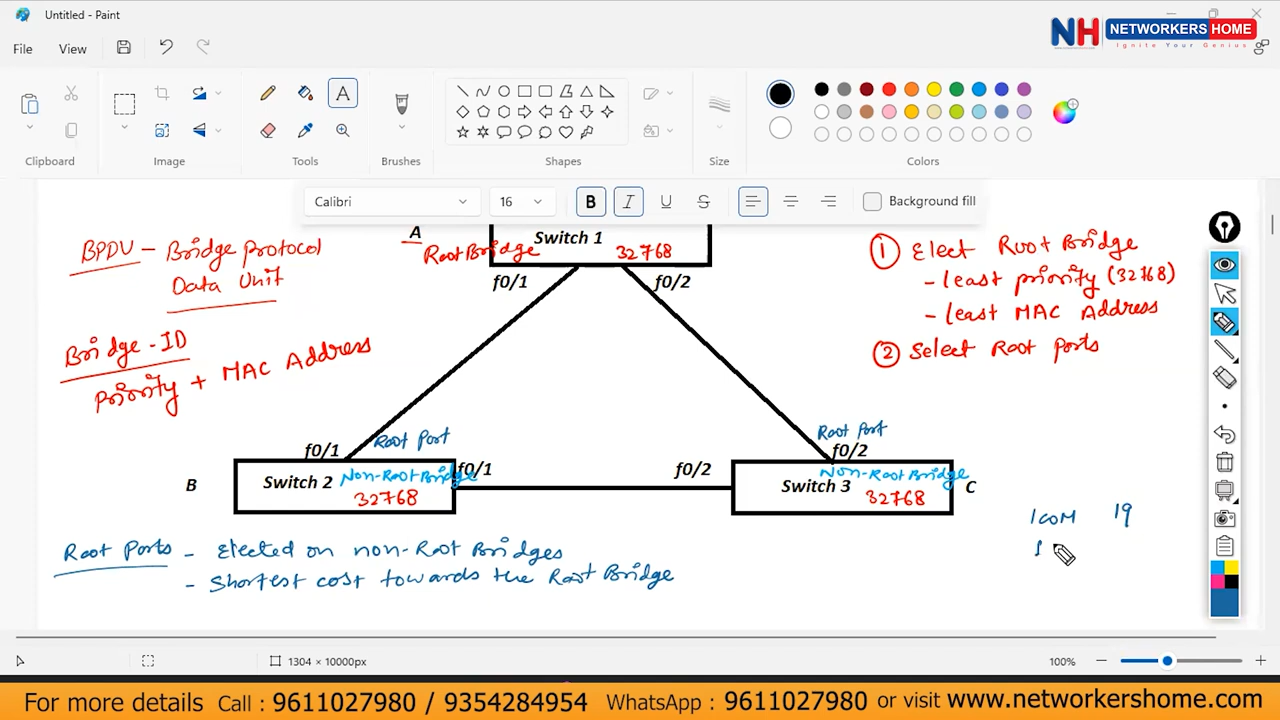 Untitled - Paint
File View
NH NETWORKERS HOME
Ignite Your Genius
Clipboard Image Tools Brushes Shapes Size Colors
Calibri 16 B I U S Background fill
A
Switch 1
Root Bridge 32768
f0/1 f0/2
BPDU - Bridge Protocol
Data Unit
Bridge-ID
Priority + MAC Address
① Elect Root Bridge
- least priority (32768)
- least MAC Address
② Select Root Ports
f0/1 Root Port
Root Port
f0/2
B
Switch 2 Non-Root Bridge
32768
f0/1 f0/2
Switch 3 Non-Root Bridge
32768
C
Root Ports - Elected on non-Root Bridges
- Shortest cost towards the Root Bridge
100M 19
1
1304 × 10000px 100%
For more details Call : 9611027980 / 9354284954 WhatsApp : 9611027980 or visit www.networkershome.com